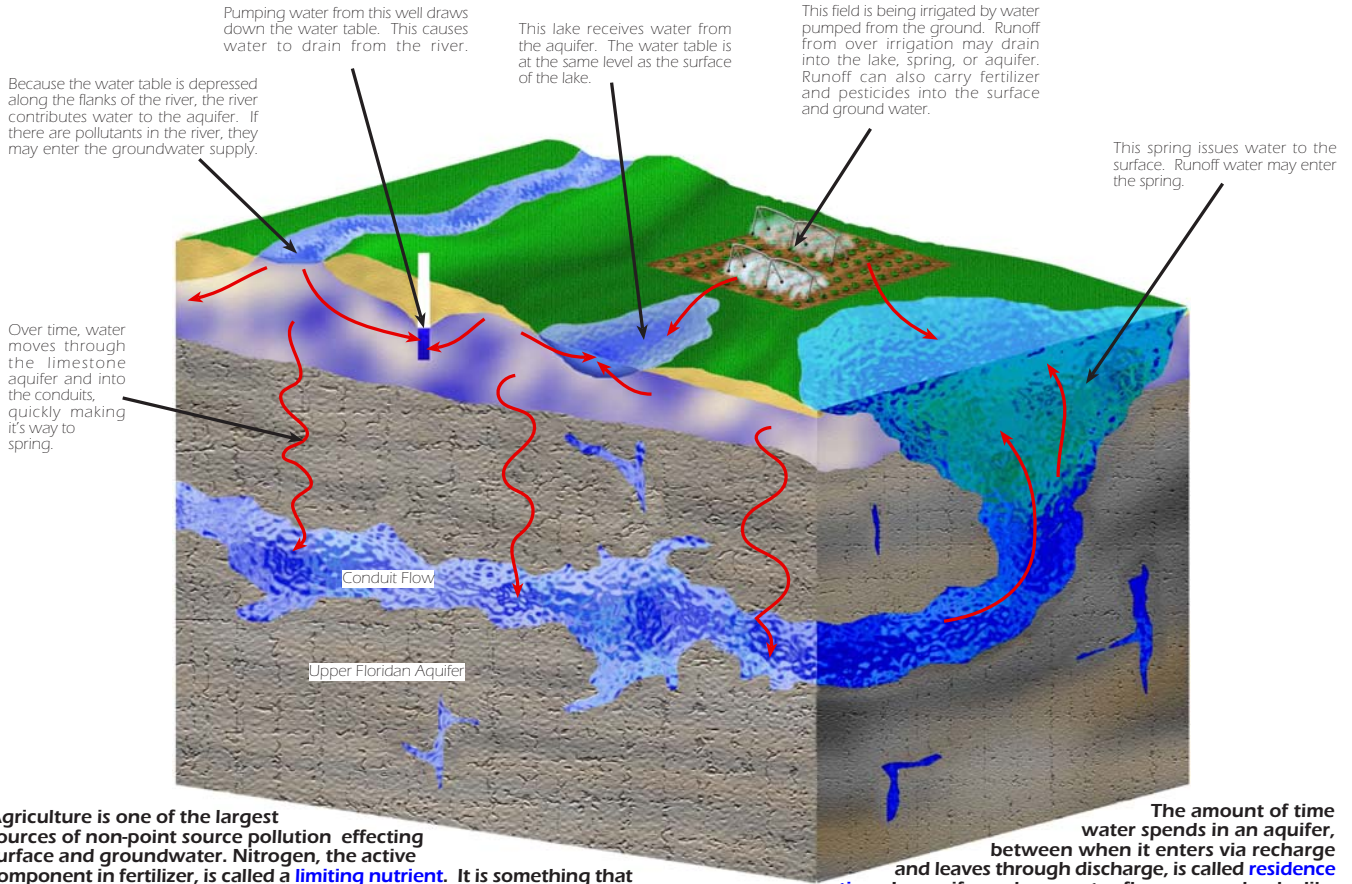 Pumping water from this well draws
down the water table. This causes
water to drain from the river.
This lake receives water from
the aquifer. The water table is
at the same level as the surface
of the lake.
This field is being irrigated by water
pumped from the ground. Runoff
from over irrigation may drain
into the lake, spring, or aquifer.
Runoff can also carry fertilizer
and pesticides into the surface
and ground water.
Because the water table is depressed
along the flanks of the river, the river
contributes water to the aquifer. If
there are pollutants in the river, they
may enter the groundwater supply.
This spring issues water to the
surface. Runoff water may enter
the spring.
Over time, water
moves through
the limestone
aquifer and into
the conduits,
quickly making
it's way to
spring.
Conduit Flow
Upper Floridan Aquifer
Agriculture is one of the largest
sources of non-point source pollution effecting
surface and groundwater. Nitrogen, the active
component in fertilizer, is called a limiting nutrient. It is something that
The amount of time
water spends in an aquifer,
between when it enters via recharge
and leaves through discharge, is called residence